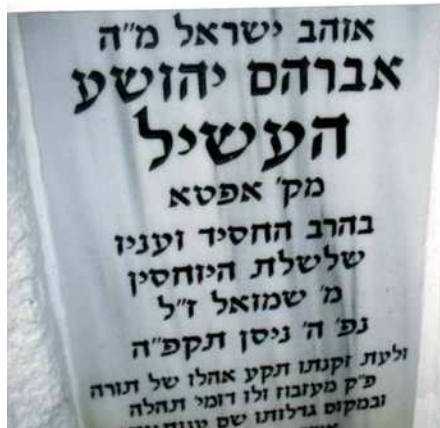 אוהב ישראל מ״ה
אברהם יהושע
העשיל
מק׳ אפטא
בהרב החסיד ועניו
שלשלת היוחסין
מ׳ שמואל ז״ל
נפ׳ ה׳ ניסן תקפ״ה
ולעת זקנתו תקע אהלו של תורה
פ״ק מעזבוז ולו דומי תהלה
ובמקום גדלותו שם